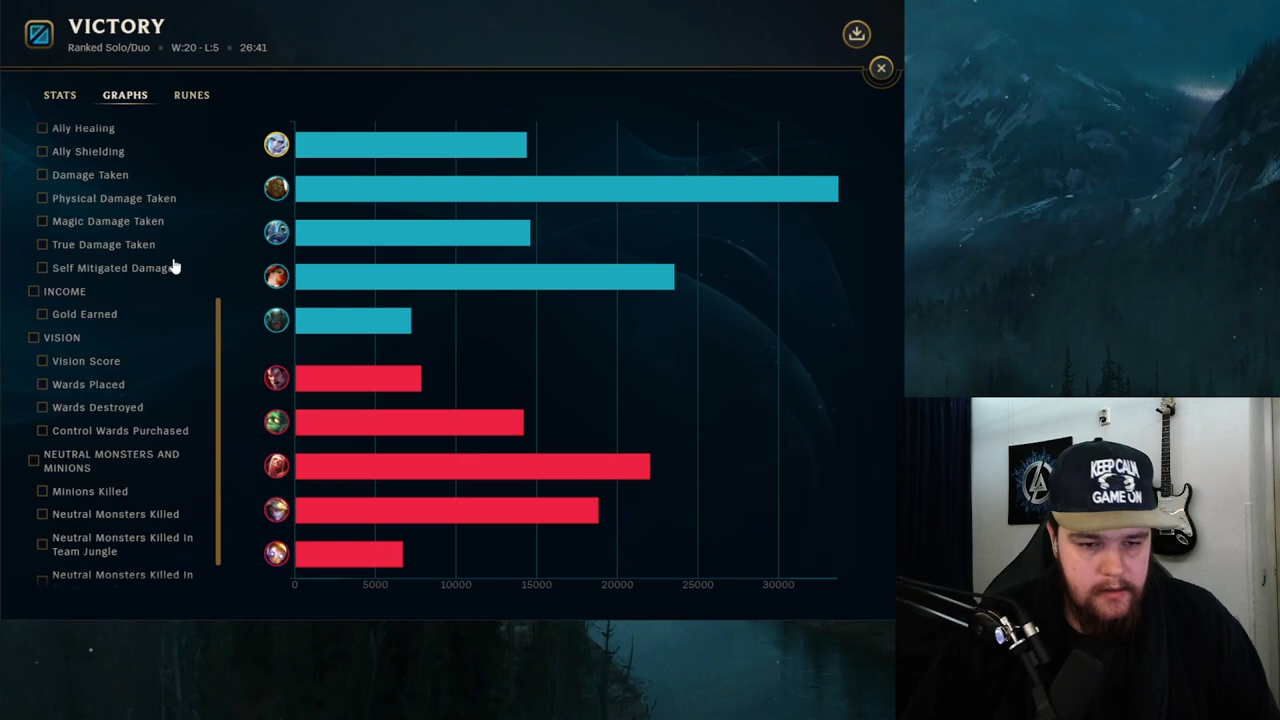 VICTORY
Ranked Solo/Duo • W:20 - L:5 • 26:41
STATS GRAPHS RUNES
Ally Healing
Ally Shielding
Damage Taken
Physical Damage Taken
Magic Damage Taken
True Damage Taken
Self Mitigated Damage
INCOME
Gold Earned
VISION
Vision Score
Wards Placed
Wards Destroyed
Control Wards Purchased
NEUTRAL MONSTERS AND
MINIONS
Minions Killed
Neutral Monsters Killed
Neutral Monsters Killed In
Team Jungle
Neutral Monsters Killed In
0 5000 10000 15000 20000 25000 30000
KEEP CALM
GAME ON